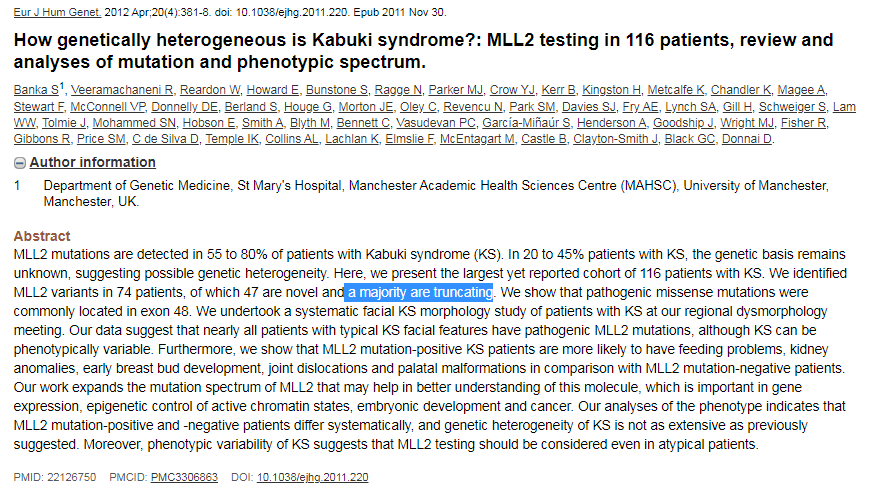 Eur J Hum Genet. 2012 Apr;20(4):381-8. doi: 10.1038/ejhg.2011.220. Epub 2011 Nov 30.
How genetically heterogeneous is Kabuki syndrome?: MLL2 testing in 116 patients, review and
analyses of mutation and phenotypic spectrum.
Banka S1, Veeramachaneni R, Reardon W, Howard E, Bunstone S, Ragge N, Parker MJ, Crow YJ, Kerr B, Kingston H, Metcalfe K, Chandler K, Magee A,
Stewart F, McConnell VP, Donnelly DE, Berland S, Houge G, Morton JE, Oley C, Revencu N, Park SM, Davies SJ, Fry AE, Lynch SA, Gill H, Schweiger S, Lam
WW, Tolmie J, Mohammed SN, Hobson E, Smith A, Blyth M, Bennett C, Vasudevan PC, García-Miñaúr S, Henderson A, Goodship J, Wright MJ, Fisher R,
Gibbons R, Price SM, C de Silva D, Temple IK, Collins AL, Lachlan K, Elmslie F, McEntagart M, Castle B, Clayton-Smith J, Black GC, Donnai D.
Author information
1 Department of Genetic Medicine, St Mary's Hospital, Manchester Academic Health Sciences Centre (MAHSC), University of Manchester,
Manchester, UK.
Abstract
MLL2 mutations are detected in 55 to 80% of patients with Kabuki syndrome (KS). In 20 to 45% patients with KS, the genetic basis remains
unknown, suggesting possible genetic heterogeneity. Here, we present the largest yet reported cohort of 116 patients with KS. We identified
MLL2 variants in 74 patients, of which 47 are novel and a majority are truncating. We show that pathogenic missense mutations were
commonly located in exon 48. We undertook a systematic facial KS morphology study of patients with KS at our regional dysmorphology
meeting. Our data suggest that nearly all patients with typical KS facial features have pathogenic MLL2 mutations, although KS can be
phenotypically variable. Furthermore, we show that MLL2 mutation-positive KS patients are more likely to have feeding problems, kidney
anomalies, early breast bud development, joint dislocations and palatal malformations in comparison with MLL2 mutation-negative patients.
Our work expands the mutation spectrum of MLL2 that may help in better understanding of this molecule, which is important in gene
expression, epigenetic control of active chromatin states, embryonic development and cancer. Our analyses of the phenotype indicates that
MLL2 mutation-positive and -negative patients differ systematically, and genetic heterogeneity of KS is not as extensive as previously
suggested. Moreover, phenotypic variability of KS suggests that MLL2 testing should be considered even in atypical patients.
PMID: 22126750 PMCID: PMC3306863 DOI: 10.1038/ejhg.2011.220